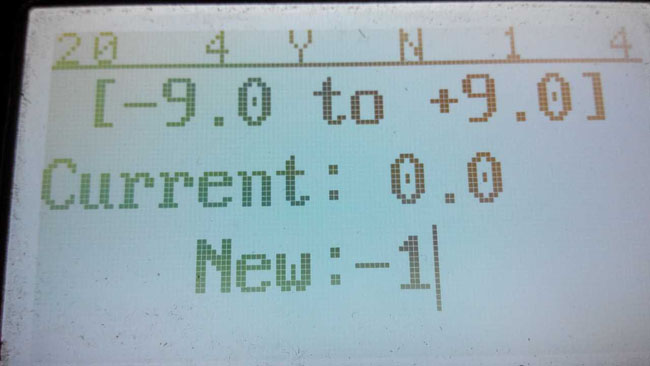 20 4 Y N 1 4
[-9.0 to +9.0]
Current: 0.0
New:-1